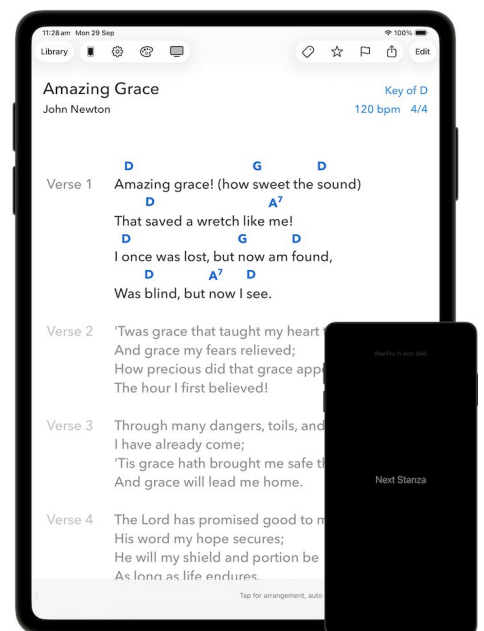 11:28 am Mon 29 Sep
100%
Library
Edit
Amazing Grace
Key of D
John Newton
120 bpm 4/4
D G D
Verse 1 Amazing grace! (how sweet the sound)
D A7
That saved a wretch like me!
D G D
I once was lost, but now am found,
D A7 D
Was blind, but now I see.
Verse 2 'Twas grace that taught my heart
And grace my fears relieved;
How precious did that grace
The hour I first believed!
Verse 3 Through many dangers, toils, and
I have already come;
'Tis grace hath brought me safe
And grace will lead me home.
Verse 4 The Lord has promised good to
His word my hope secures;
He will my shield and portion be
As long as life endures.
Tap for arrangement, auto
iPad Pro 11-inch (M4)
Next Stanza